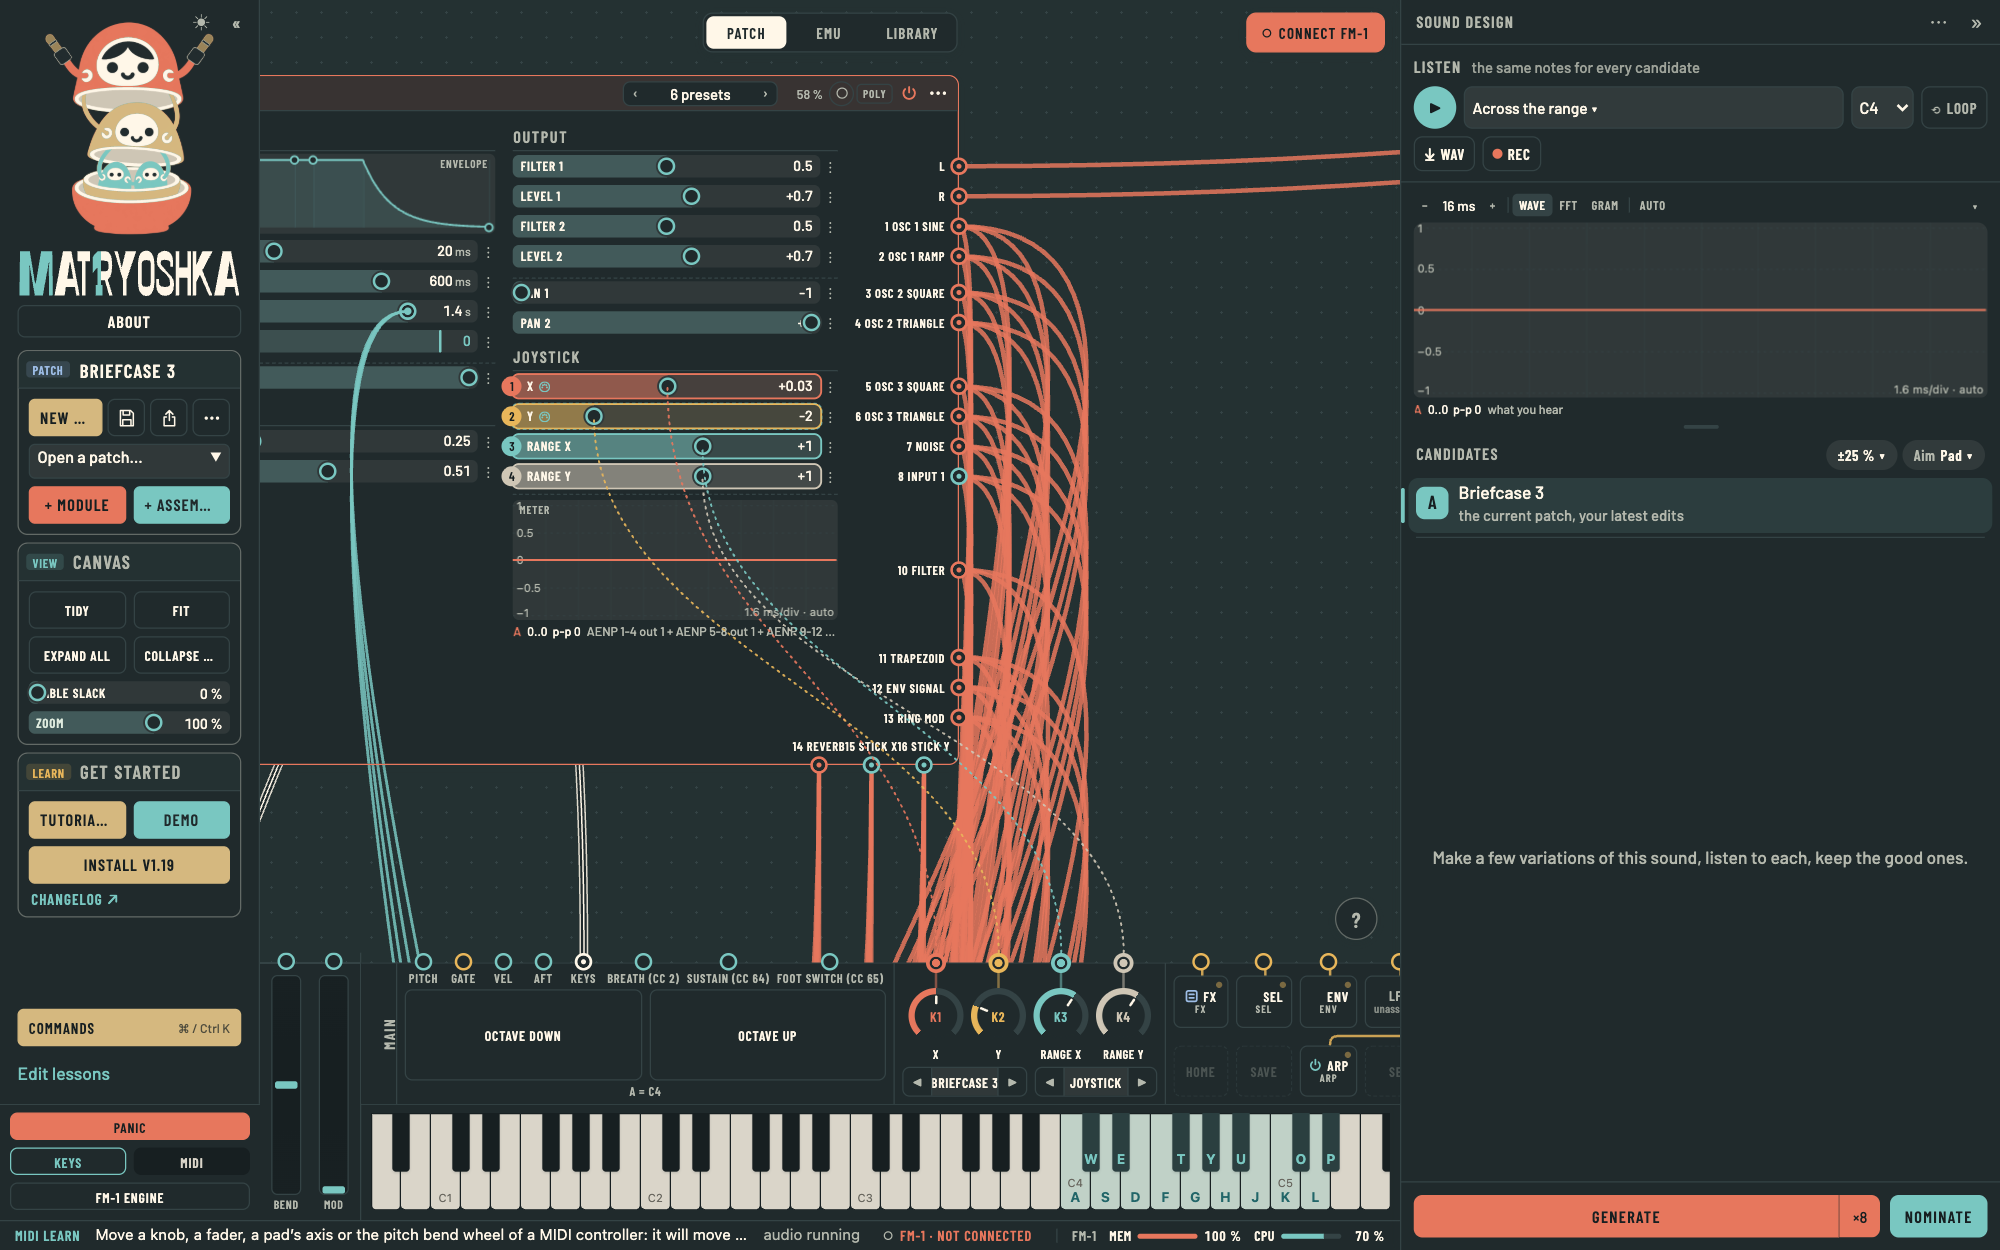 MATRYOSHKA
ABOUT
PATCH BRIEFCASE 3
NEW ...
Open a patch...
+ MODULE
+ ASSEM...
VIEW CANVAS
TIDY
FIT
EXPAND ALL
COLLAPSE ...
BLE SLACK 0 %
ZOOM 100 %
LEARN GET STARTED
TUTORIA...
DEMO
INSTALL V1.19
CHANGELOG ↗
COMMANDS ⌘ / Ctrl K
Edit lessons
PANIC
KEYS
MIDI
FM-1 ENGINE
PATCH
EMU
LIBRARY
CONNECT FM-1
‹ 6 presets ›
58 %
POLY
ENVELOPE
20 ms
600 ms
1.4 s
0
0.25
0.51
OUTPUT
FILTER 1 0.5
LEVEL 1 +0.7
FILTER 2 0.5
LEVEL 2 +0.7
N 1 -1
PAN 2
JOYSTICK
1 X +0.03
2 Y -2
3 RANGE X +1
4 RANGE Y +1
METER
0.5
0
-0.5
-1
1.6 ms/div · auto
A 0..0 p-p 0 AENP 1-4 out 1 + AENP 5-8 out 1 + AENP 9-12 ...
L
R
1 OSC 1 SINE
2 OSC 1 RAMP
3 OSC 2 SQUARE
4 OSC 2 TRIANGLE
5 OSC 3 SQUARE
6 OSC 3 TRIANGLE
7 NOISE
8 INPUT 1
10 FILTER
11 TRAPEZOID
12 ENV SIGNAL
13 RING MOD
14 REVERB 15 STICK X 16 STICK Y
PITCH GATE VEL AFT KEYS BREATH (CC 2) SUSTAIN (CC 64) FOOT SWITCH (CC 65)
MAIN
OCTAVE DOWN
OCTAVE UP
A = C4
K1 K2 K3 K4
X Y RANGE X RANGE Y
◀ BRIEFCASE 3 ▶
◀ JOYSTICK ▶
FX
FX
SEL
SEL
ENV
ENV
LF
unass
HOME
SAVE
ARP
ARP
SE
BEND
MOD
W E T Y U O P
C1 C2 C3 C4 C5
A S D F G H J K L
?
MIDI LEARN Move a knob, a fader, a pad's axis or the pitch bend wheel of a MIDI controller: it will move ... audio running
FM-1 · NOT CONNECTED
FM-1 MEM 100 % CPU 70 %
SOUND DESIGN
LISTEN the same notes for every candidate
Across the range ▾
C4
LOOP
WAV
REC
− 16 ms + WAVE FFT GRAM AUTO
1
0.5
0
-0.5
-1
1.6 ms/div · auto
A 0..0 p-p 0 what you hear
CANDIDATES
±25 % ▾
Aim Pad ▾
A Briefcase 3
the current patch, your latest edits
Make a few variations of this sound, listen to each, keep the good ones.
GENERATE
×8
NOMINATE